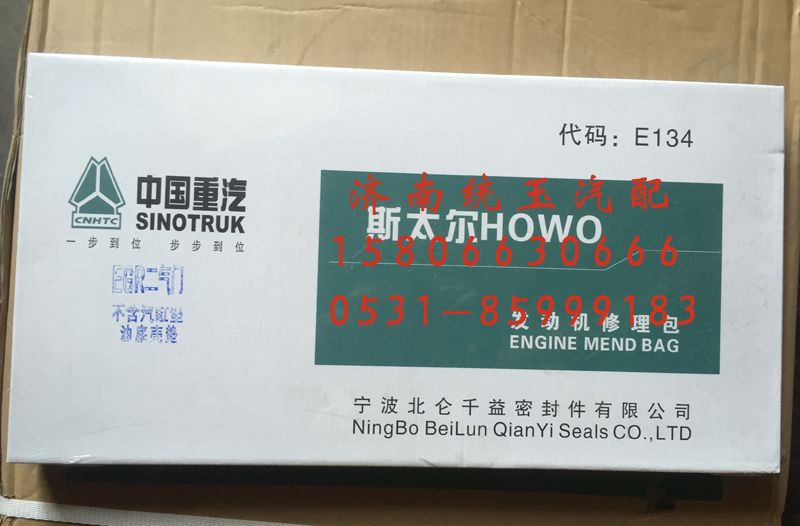 代码：E134
CNHTC
中国重汽
SINOTRUK
一步到位 步步到位
EGR二气门
不含汽缸垫
油底壳垫
济南统玉汽配
斯太尔HOWO
15806630666
0531—85999183
发动机修理包
ENGINE MEND BAG
宁波北仑千益密封件有限公司
NingBo BeiLun QianYi Seals CO.,LTD